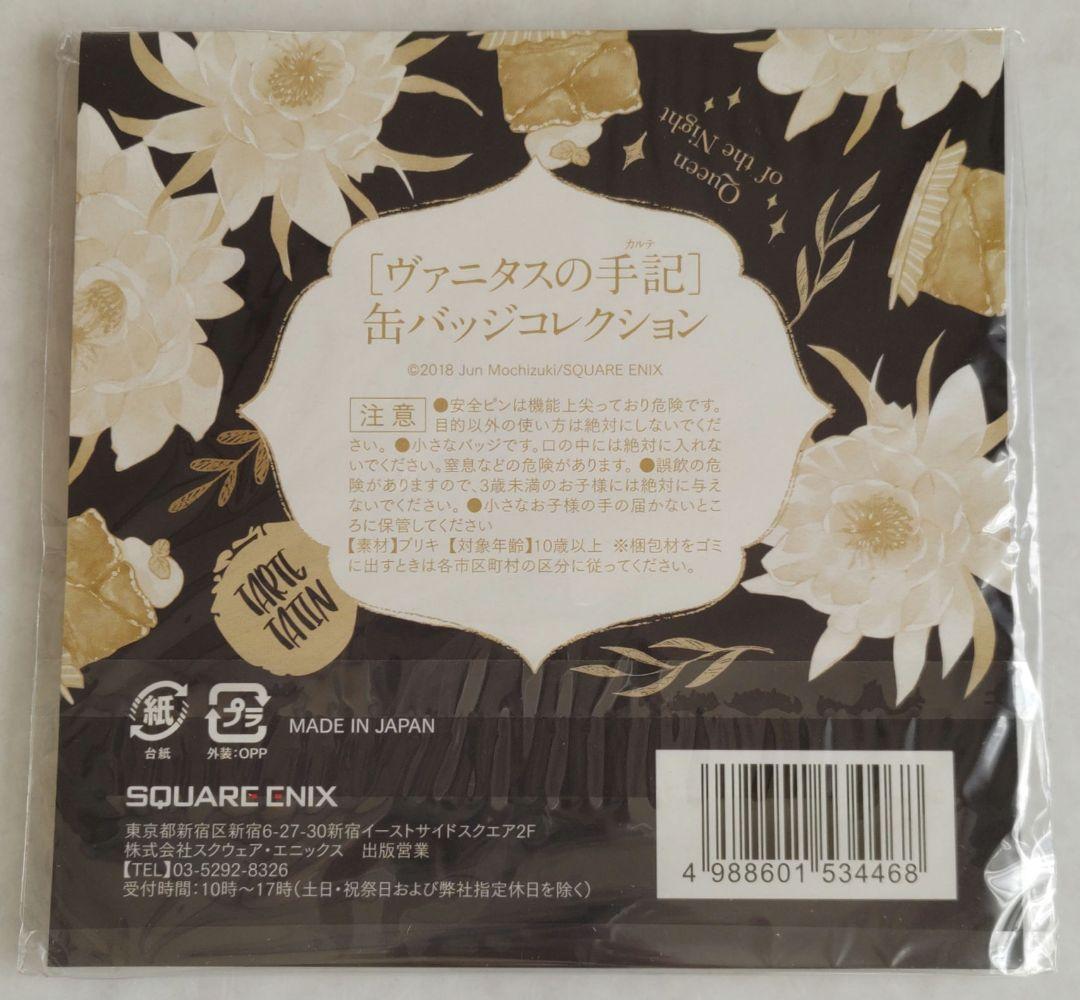 Queen
of the Night
カルテ
[ヴァニタスの手記]
缶バッジコレクション
©2018 Jun Mochizuki/SQUARE ENIX
注意 ●安全ピンは機能上尖っており危険です。
目的以外の使い方は絶対にしないでくだ
さい。 ●小さなバッジです。口の中には絶対に入れな
いでください。窒息などの危険があります。 ●誤飲の危
険がありますので、3歳未満のお子様には絶対に与え
ないでください。 ●小さなお子様の手の届かないとこ
ろに保管してください
【素材】ブリキ 【対象年齢】10歳以上 ※梱包材をゴミ
に出すときは各市区町村の区分に従ってください。
TARTE
TATIN
紙
台紙
プラ
外装:OPP
MADE IN JAPAN
SQUARE ENIX
東京都新宿区新宿6-27-30新宿イーストサイドスクエア2F
株式会社スクウェア・エニックス 出版営業
【TEL】03-5292-8326
受付時間:10時~17時(土日・祝祭日および弊社指定休日を除く)
4 988601 534468